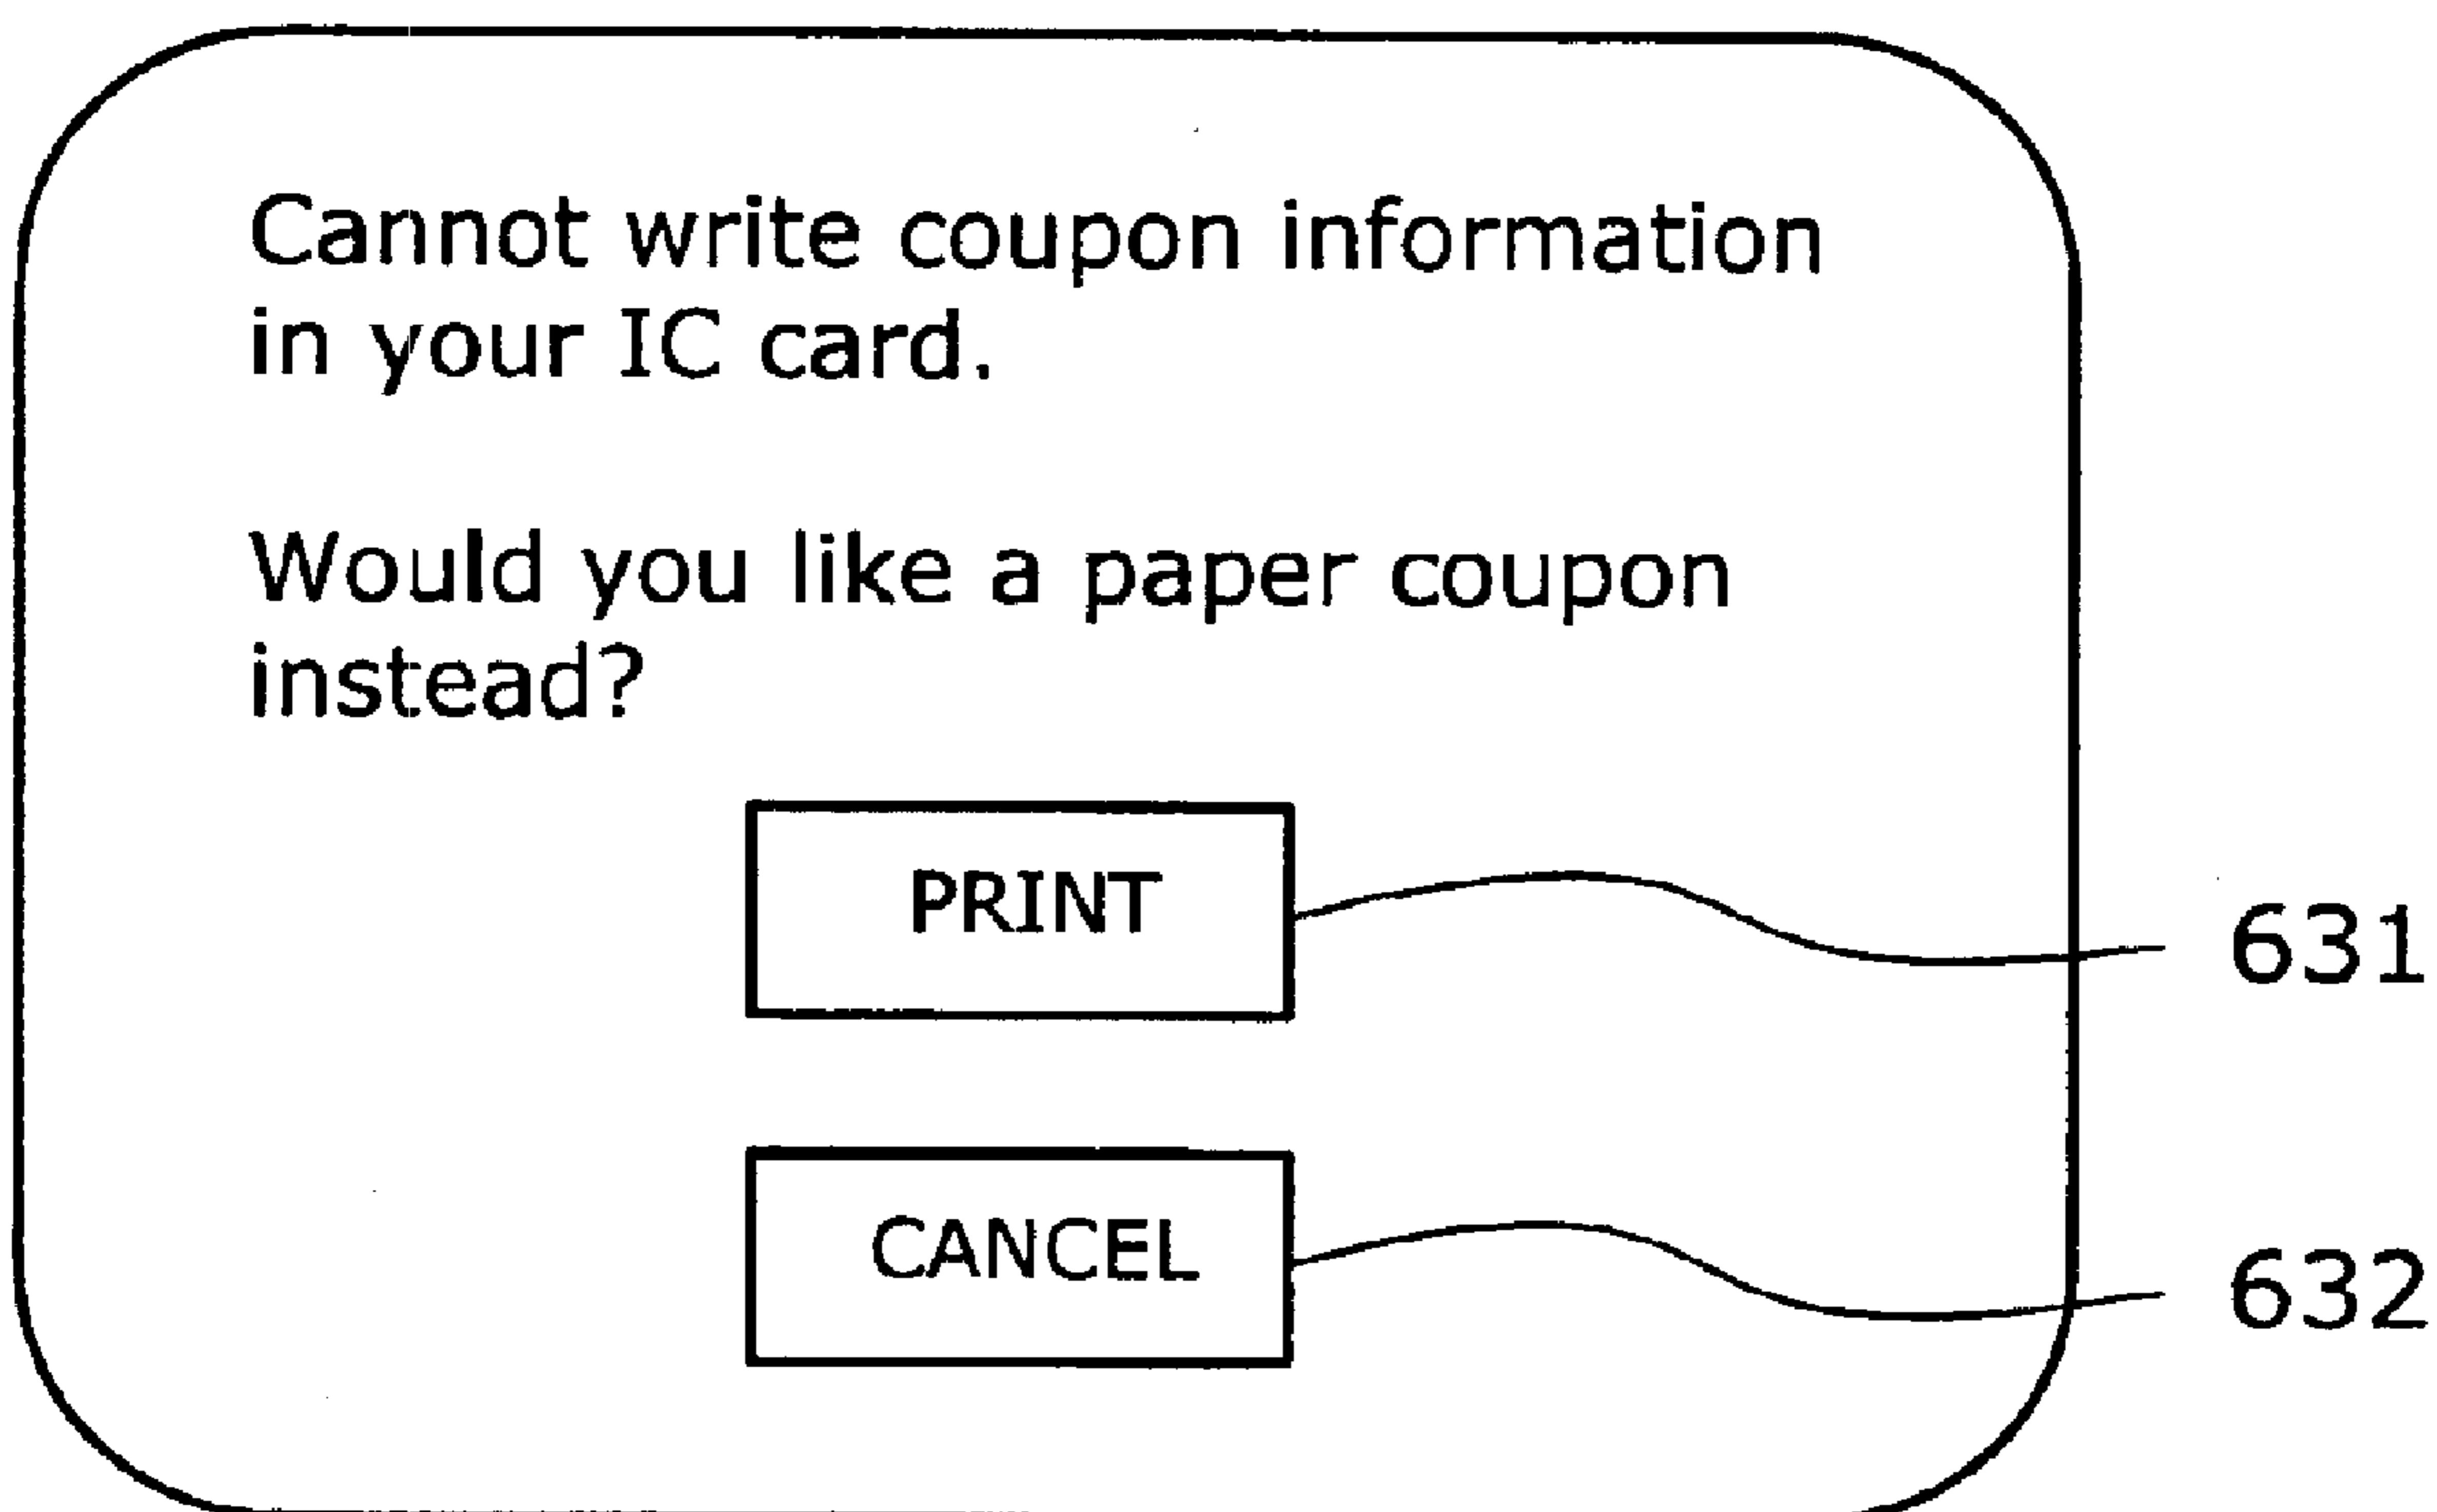 Cannot write coupon information
in your IC card.
Would you like a paper coupon
instead?
PRINT
631
CANCEL
632